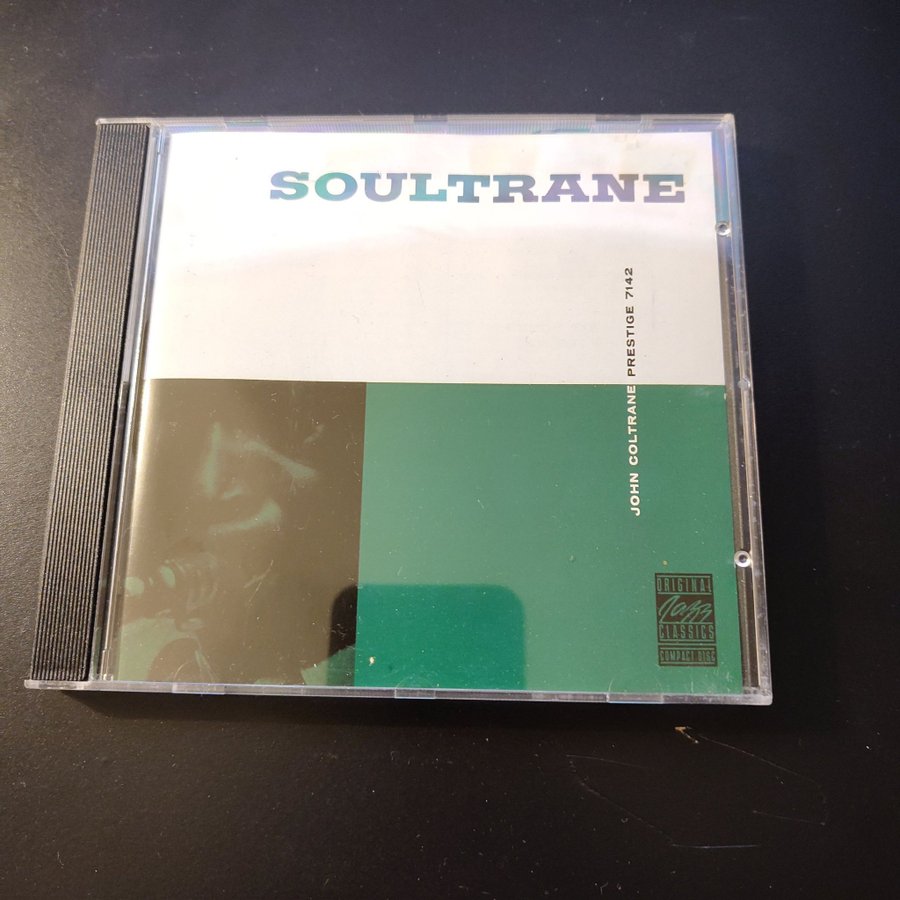 SOULTRANE
JOHN COLTRANE PRESTIGE 7142
ORIGINAL
Jazz
CLASSICS
COMPACT DISC